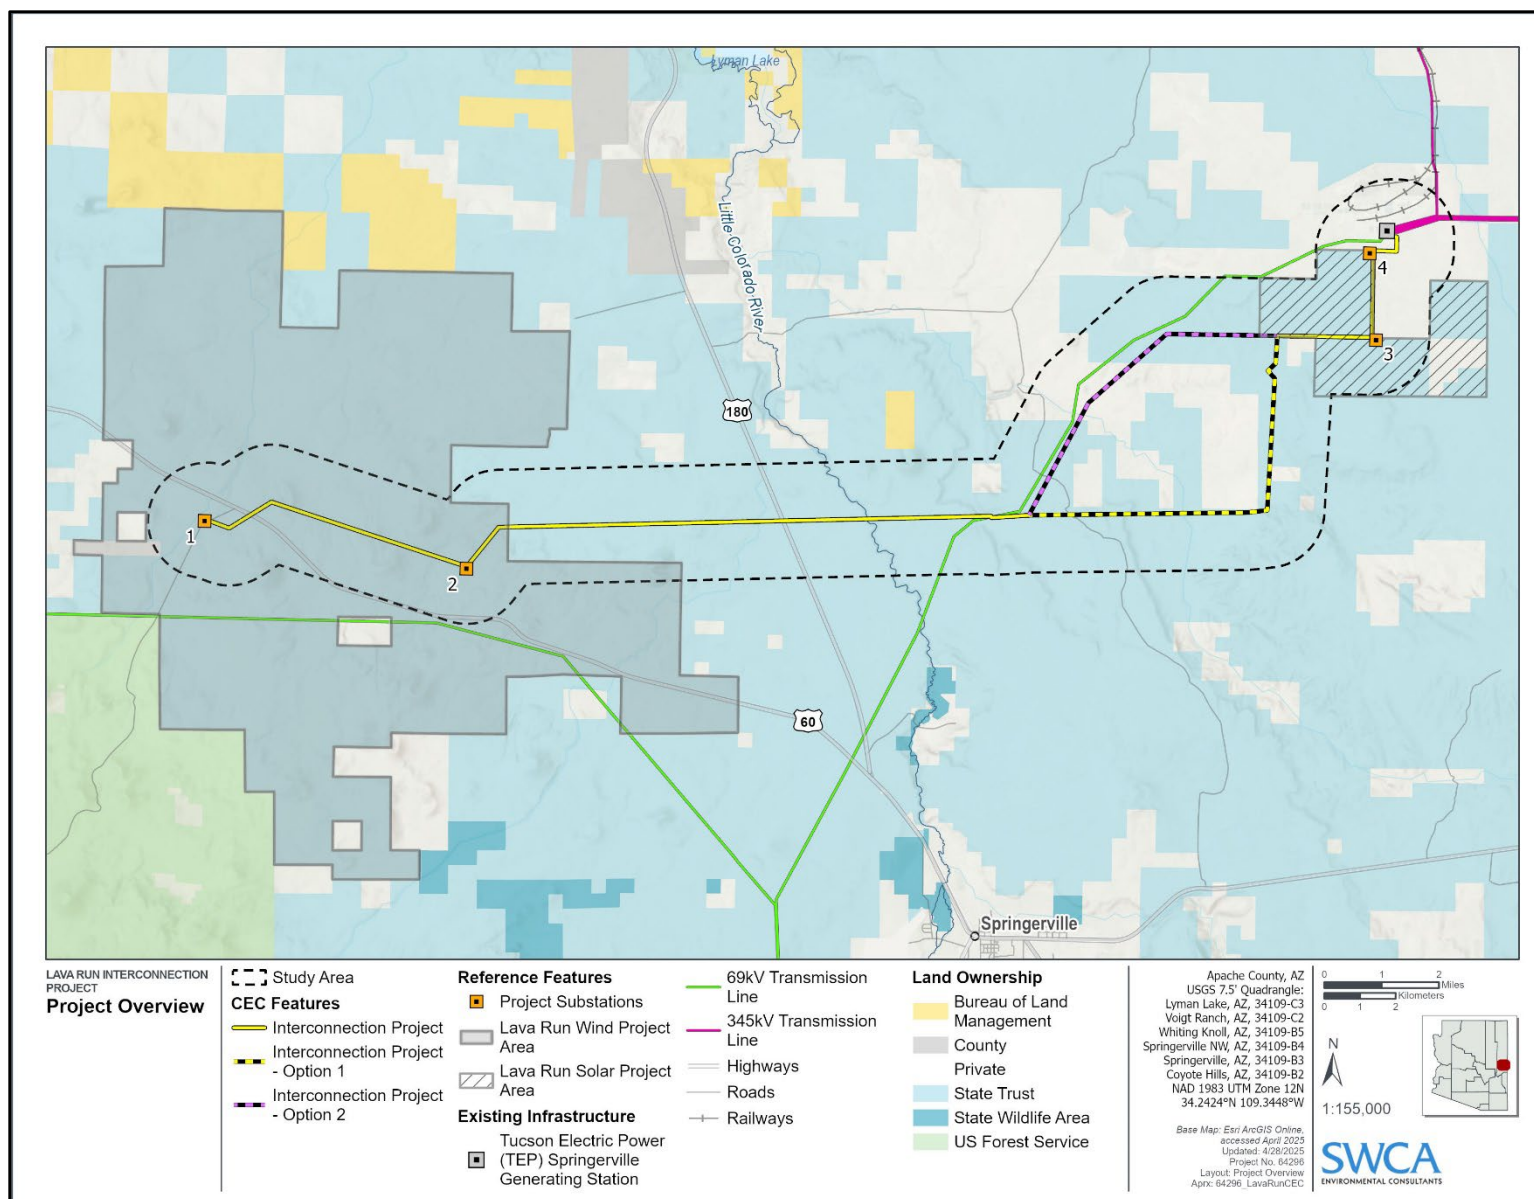 Lyman Lake
Little Colorado River
180
4
3
1
2
60
Springerville
LAVA RUN INTERCONNECTION
PROJECT
Project Overview
Study Area
CEC Features
Interconnection Project
Interconnection Project
- Option 1
Interconnection Project
- Option 2
Reference Features
Project Substations
Lava Run Wind Project
Area
Lava Run Solar Project
Area
Existing Infrastructure
Tucson Electric Power
(TEP) Springerville
Generating Station
69kV Transmission
Line
345kV Transmission
Line
Highways
Roads
Railways
Land Ownership
Bureau of Land
Management
County
Private
State Trust
State Wildlife Area
US Forest Service
Apache County, AZ
USGS 7.5' Quadrangle:
Lyman Lake, AZ, 34109-C3
Voigt Ranch, AZ, 34109-C2
Whiting Knoll, AZ, 34109-B5
Springerville NW, AZ, 34109-B4
Springerville, AZ, 34109-B3
Coyote Hills, AZ, 34109-B2
NAD 1983 UTM Zone 12N
34.2424°N 109.3448°W
Base Map: Esri ArcGIS Online,
accessed April 2025
Updated: 4/28/2025
Project No. 64296
Layout: Project Overview
Aprx: 64296_LavaRunCEC
0 1 2
Miles
Kilometers
0 1 2
N
1:155,000
SWCA
ENVIRONMENTAL CONSULTANTS